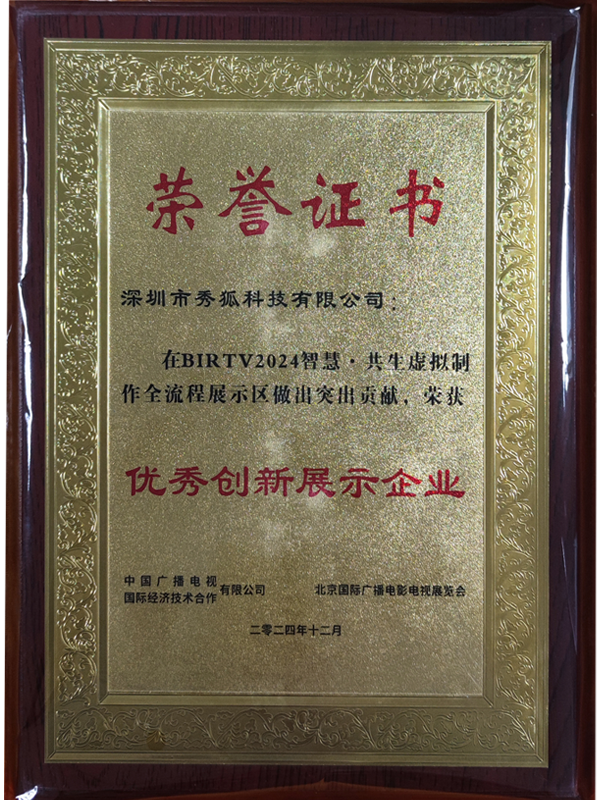 荣誉证书
深圳市秀狐科技有限公司：
在BIRTV2024智慧·共生虚拟制
作全流程展示区做出突出贡献，荣获
优秀创新展示企业
中国广播电视
国际经济技术合作 有限公司
北京国际广播电影电视展览会
二零二四年十二月